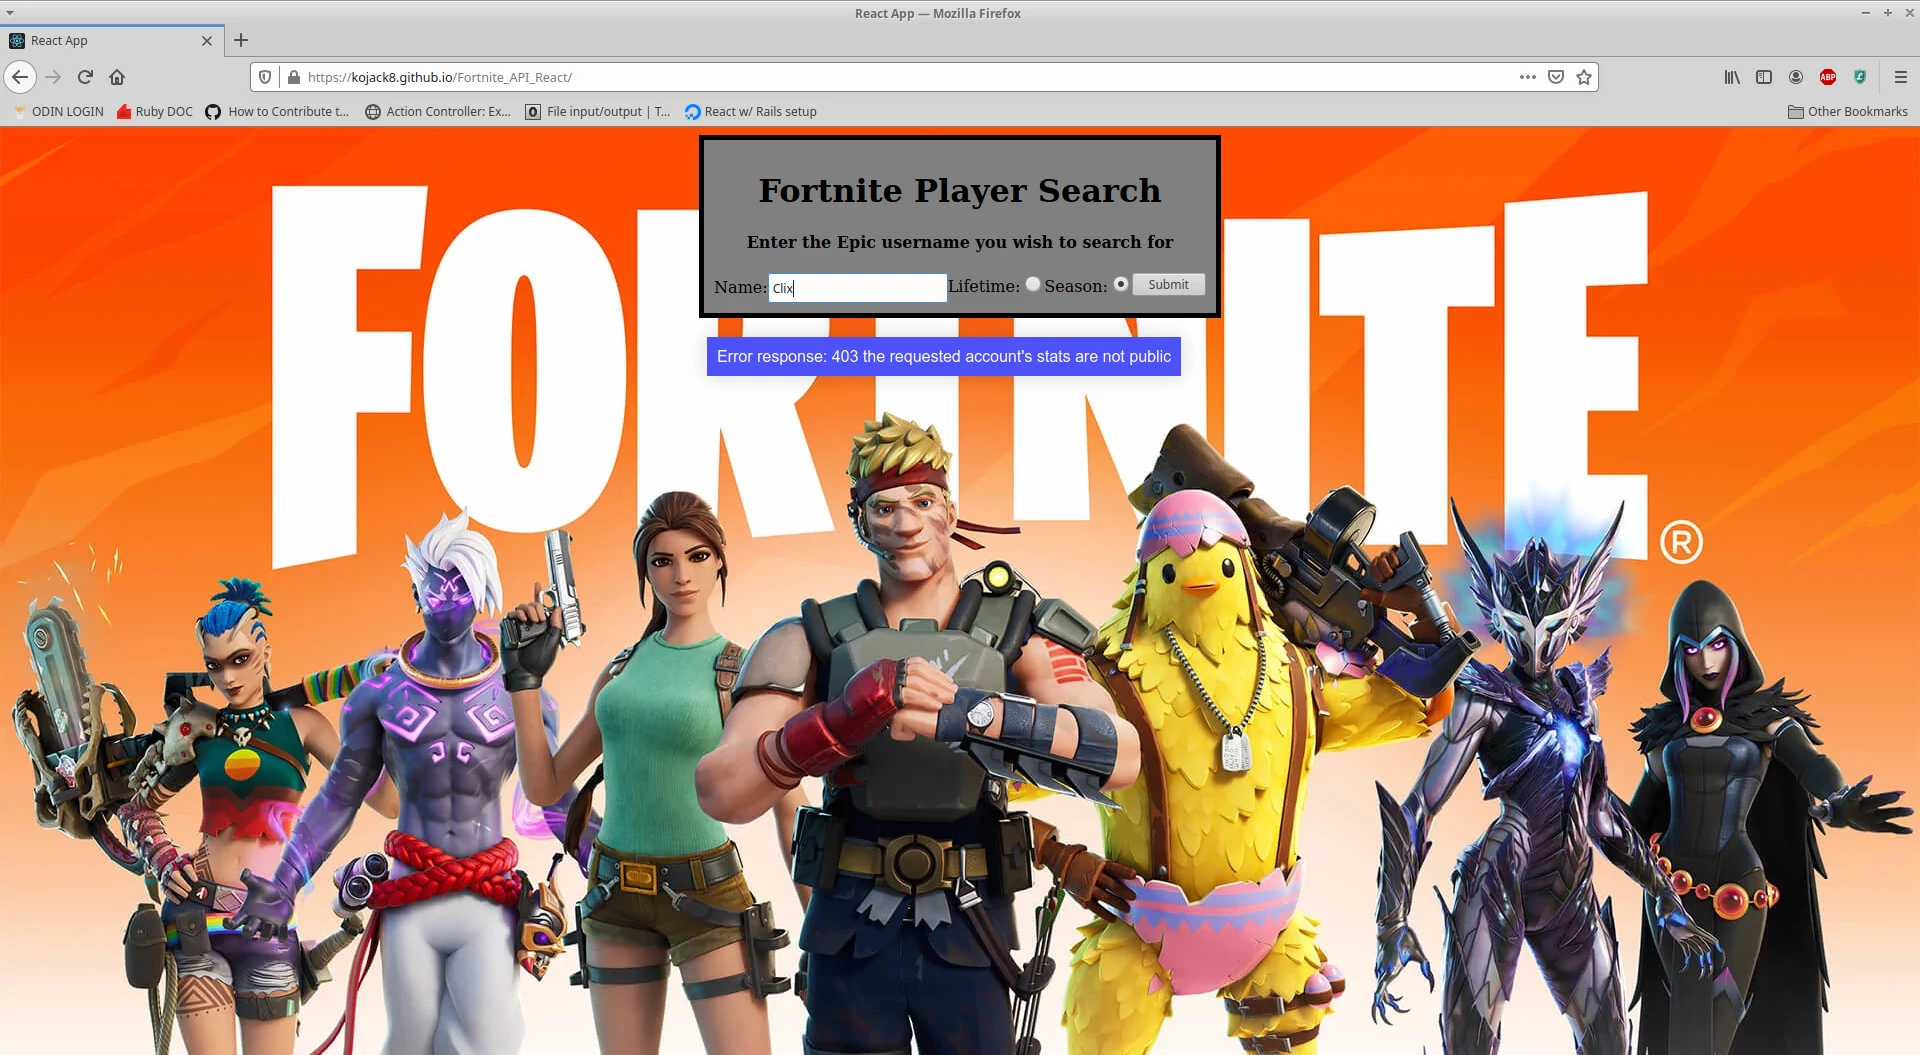 React App — Mozilla Firefox
React App
https://kojack8.github.io/Fortnite_API_React/
ABP
ODIN LOGIN
Ruby DOC
How to Contribute t...
Action Controller: Ex...
File input/output | T...
React w/ Rails setup
Other Bookmarks
FORTNITE®
Fortnite Player Search
Enter the Epic username you wish to search for
Name: Clix Lifetime: Season: Submit
Error response: 403 the requested account's stats are not public